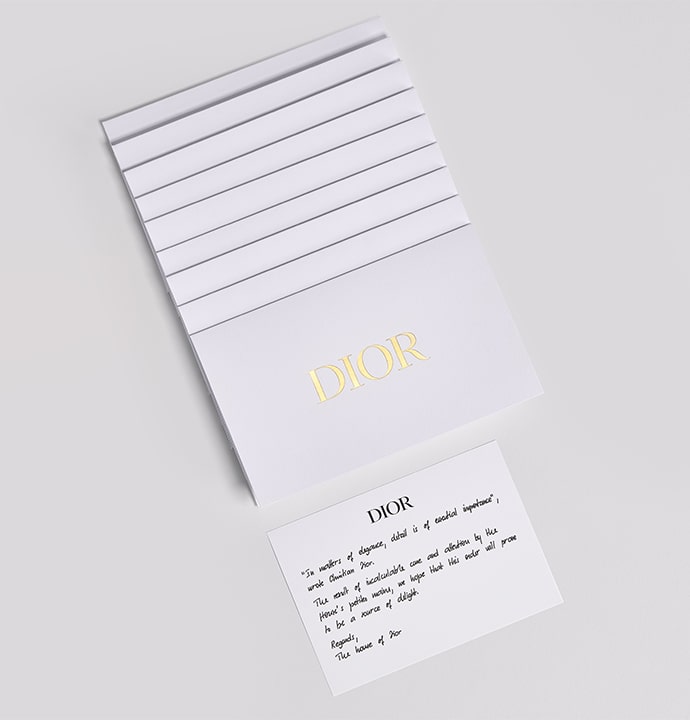 DIOR
DIOR
"In matters of elegance, detail is of essential importance",
wrote Christian Dior.
The result of incalculable care and attention by the
House's petites mains, we hope that this order will prove
to be a source of delight.
Regards,
The house of Dior